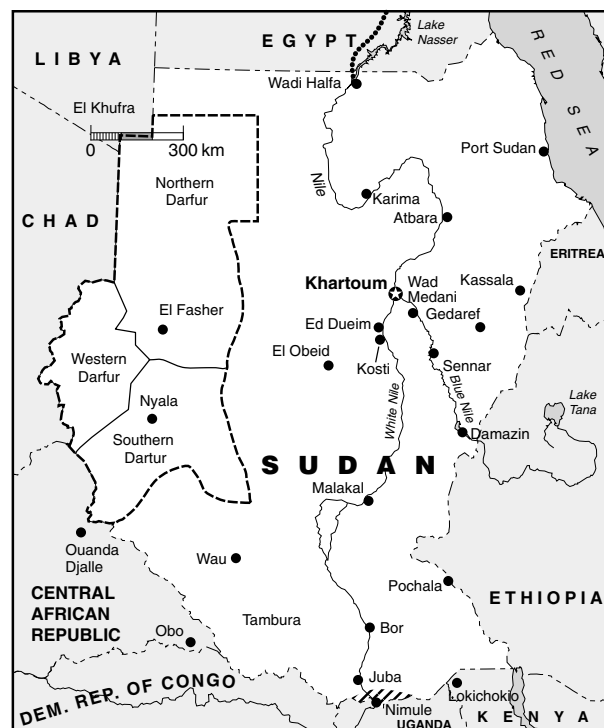 EGYPT
Lake
Nasser
LIBYA
Wadi Halfa
RED SEA
El Khufra
0 300 km
Port Sudan
Northern
Darfur
Nile
Karima
Atbara
CHAD
ERITREA
Khartoum
Wad
Medani
Kassala
Gedaref
El Fasher
Ed Dueim
El Obeid
Kosti
Sennar
Western
Darfur
White Nile
Blue Nile
Lake
Tana
Nyala
Southern
Dartur
Damazin
SUDAN
Malakal
Ouanda
Djalle
Wau
Pochala
CENTRAL
AFRICAN
REPUBLIC
ETHIOPIA
Tambura
Obo
Bor
Juba
Lokichokio
DEM. REP. OF CONGO
Nimule
UGANDA
KENYA